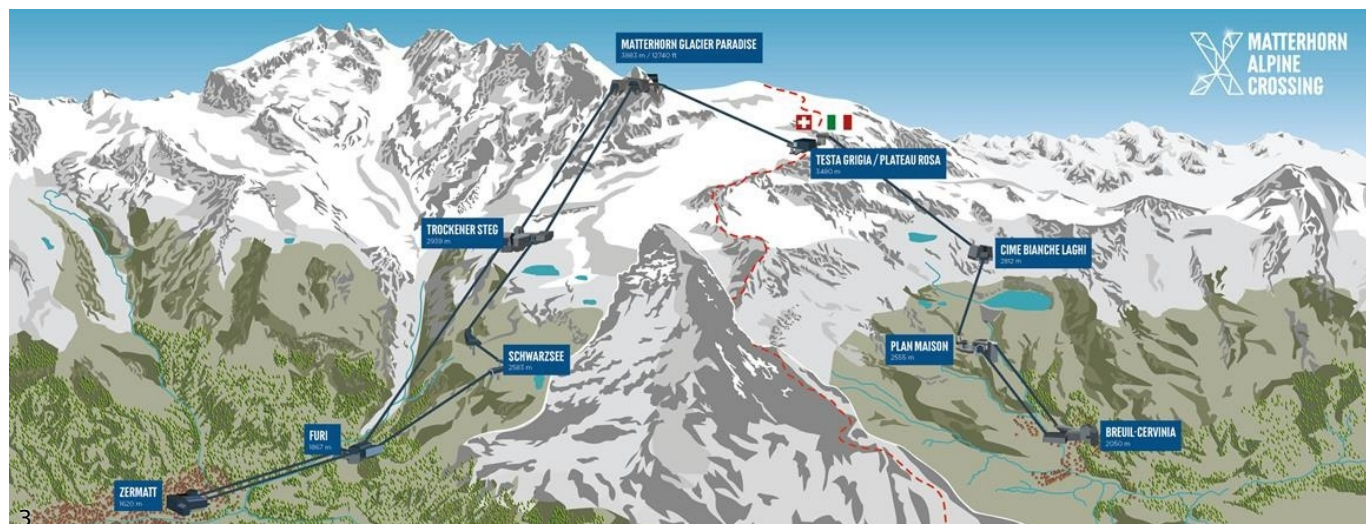 MATTERHORN GLACIER PARADISE
3883 m / 12740 ft
MATTERHORN
ALPINE
CROSSING
TESTA GRIGIA / PLATEAU ROSA
3480 m
TROCKENER STEG
2939 m
CIME BIANCHE LAGHI
2812 m
PLAN MAISON
2555 m
SCHWARZSEE
2583 m
FURI
1867 m
BREUIL-CERVINIA
2050 m
ZERMATT
1620 m
3